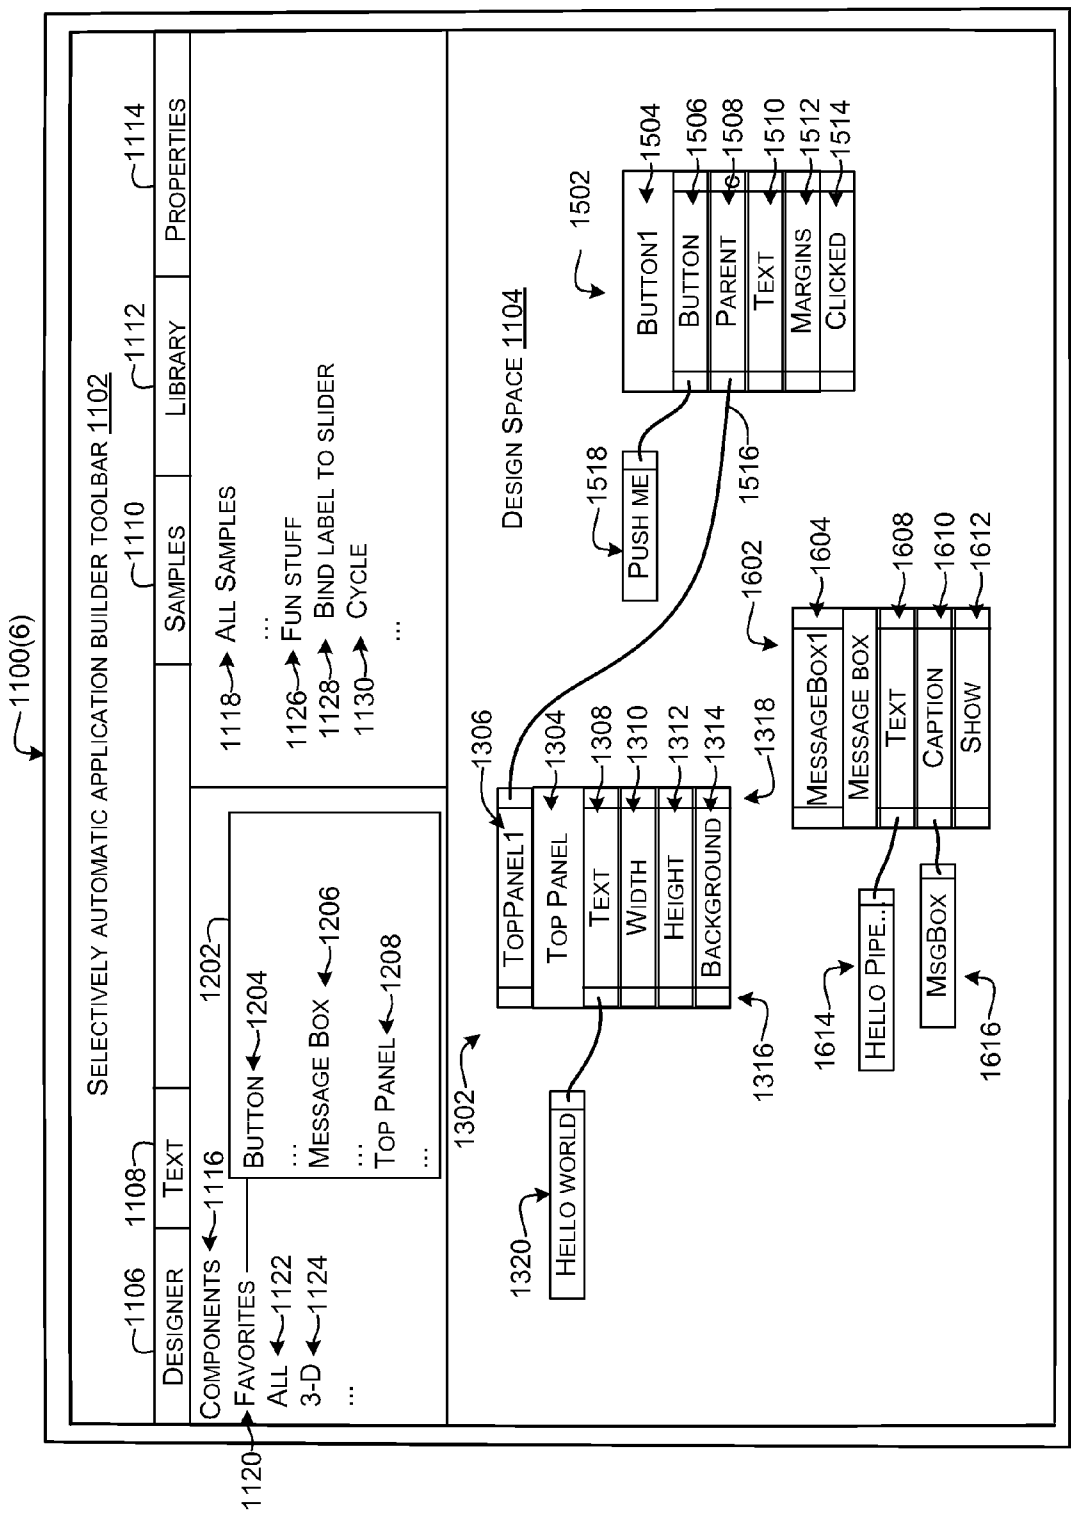 1100(6)
SELECTIVELY AUTOMATIC APPLICATION BUILDER TOOLBAR 1102
1106
1108
1110
1112
1114
DESIGNER
TEXT
SAMPLES
LIBRARY
PROPERTIES
COMPONENTS 1116
1120
FAVORITES
ALL 1122
3-D 1124
...
1202
BUTTON 1204
...
MESSAGE BOX 1206
...
TOP PANEL 1208
...
1118 ALL SAMPLES
...
1126 FUN STUFF
1128 BIND LABEL TO SLIDER
1130 CYCLE
...
DESIGN SPACE 1104
1302
TOPPANEL1 1306
TOP PANEL 1304
TEXT 1308
WIDTH 1310
HEIGHT 1312
BACKGROUND 1314
1316
1318
1320
HELLO WORLD
1502
BUTTON1 1504
BUTTON 1506
PARENT C 1508
TEXT 1510
MARGINS 1512
CLICKED 1514
1516
1518
PUSH ME
1602
MESSAGEBOX1 1604
MESSAGE BOX
TEXT 1608
CAPTION 1610
SHOW 1612
1614
HELLO PIPE...
MSGBOX
1616